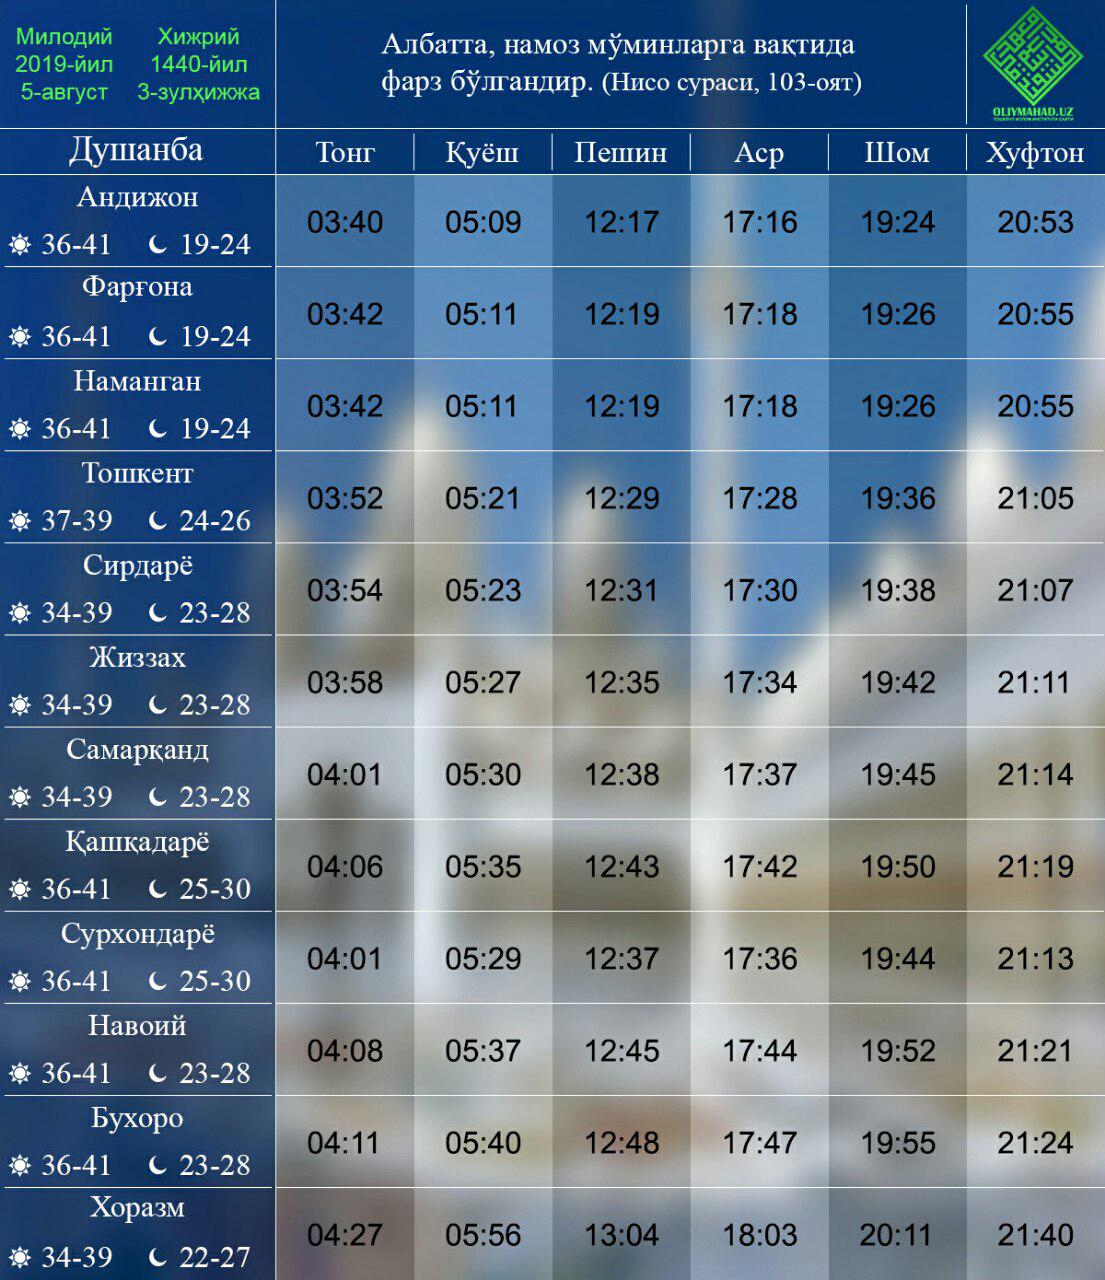 Милодий Хижрий
2019-йил 1440-йил
5-август 3-зулҳижжа
Албатта, намоз мўминларга вақтида
фарз бўлгандир. (Нисо сураси, 103-оят)
OLIYMAHAD.UZ
ТОШКЕНТ ИСЛОМ ИНСТИТУТИ САЙТИ
Душанба Тонг Қуёш Пешин Аср Шом Хуфтон
Андижон
36-41 19-24 03:40 05:09 12:17 17:16 19:24 20:53
Фарғона
36-41 19-24 03:42 05:11 12:19 17:18 19:26 20:55
Наманган
36-41 19-24 03:42 05:11 12:19 17:18 19:26 20:55
Тошкент
37-39 24-26 03:52 05:21 12:29 17:28 19:36 21:05
Сирдарё
34-39 23-28 03:54 05:23 12:31 17:30 19:38 21:07
Жиззах
34-39 23-28 03:58 05:27 12:35 17:34 19:42 21:11
Самарқанд
34-39 23-28 04:01 05:30 12:38 17:37 19:45 21:14
Қашқадарё
36-41 25-30 04:06 05:35 12:43 17:42 19:50 21:19
Сурхондарё
36-41 25-30 04:01 05:29 12:37 17:36 19:44 21:13
Навоий
36-41 23-28 04:08 05:37 12:45 17:44 19:52 21:21
Бухоро
36-41 23-28 04:11 05:40 12:48 17:47 19:55 21:24
Хоразм
34-39 22-27 04:27 05:56 13:04 18:03 20:11 21:40